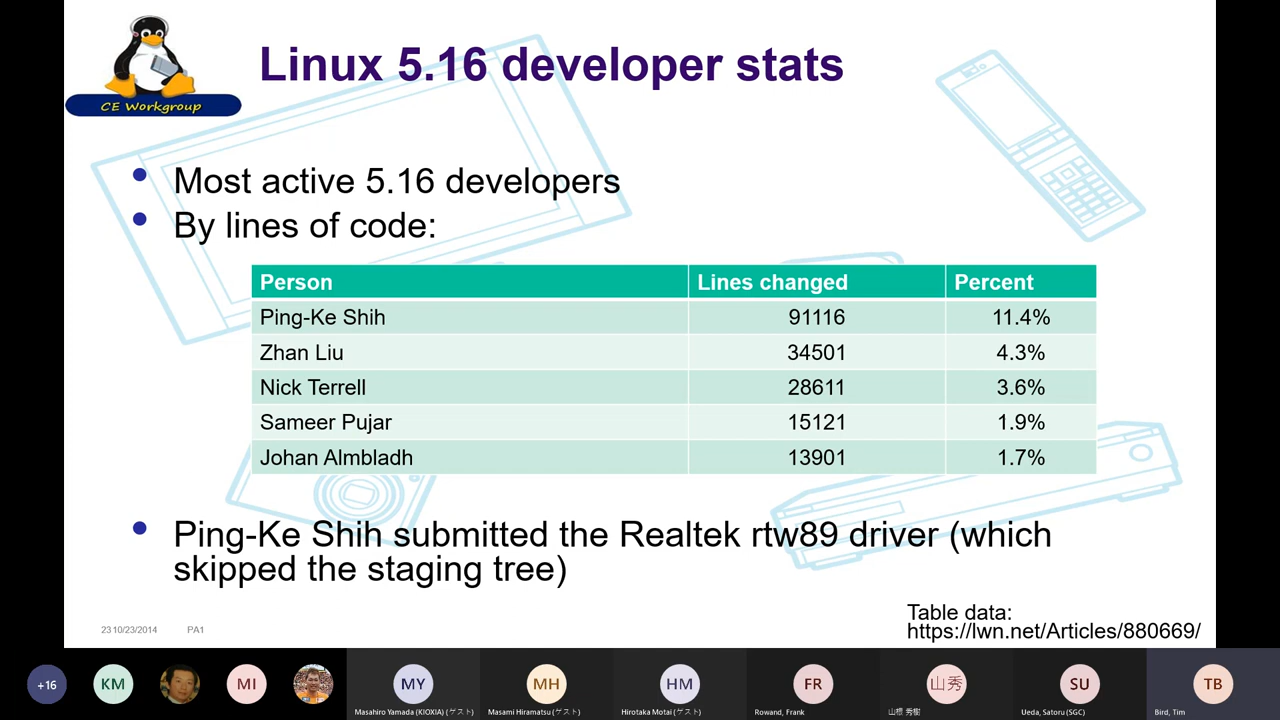 CE Workgroup
Linux 5.16 developer stats
• Most active 5.16 developers
• By lines of code:
Person Lines changed Percent
Ping-Ke Shih 91116 11.4%
Zhan Liu 34501 4.3%
Nick Terrell 28611 3.6%
Sameer Pujar 15121 1.9%
Johan Almbladh 13901 1.7%
• Ping-Ke Shih submitted the Realtek rtw89 driver (which
skipped the staging tree)
Table data:
https://lwn.net/Articles/880669/
23 10/23/2014 PA1
+16 KM MI MY MH HM FR 山秀 SU TB
Masahiro Yamada (KIOXIA) (ゲスト) Masami Hiramatsu (ゲスト) Hirotaka Motai (ゲスト) Rowand, Frank 山根 秀樹 Ueda, Satoru (SGC) Bird, Tim